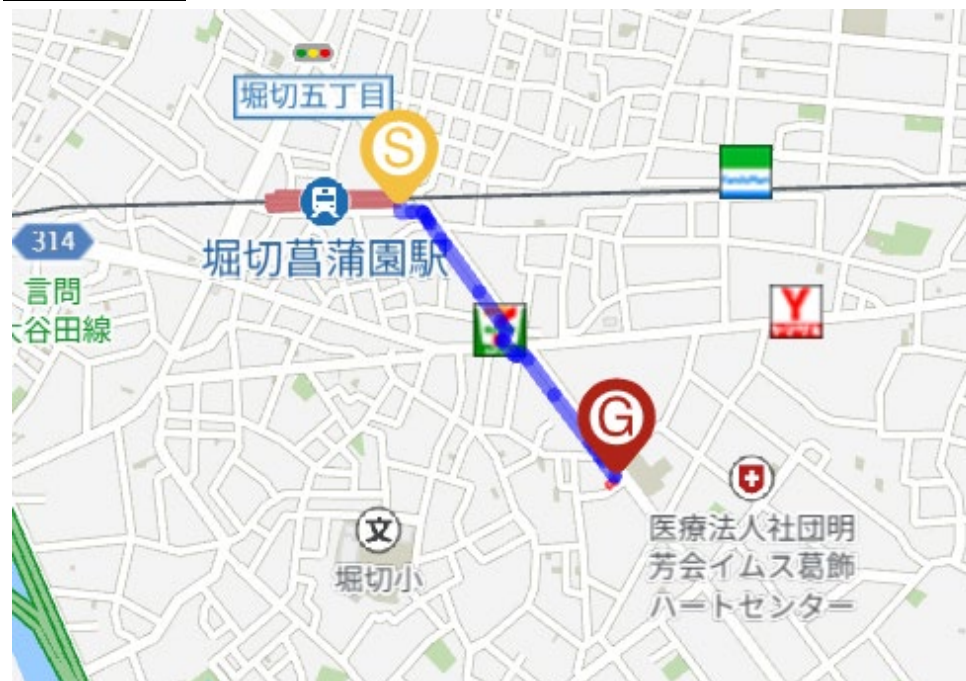 堀切五丁目
S
FamilyMart
堀切菖蒲園駅
314
言問
大谷田線
Y
G
文
堀切小
医療法人社団明
芳会イムス葛飾
ハートセンター